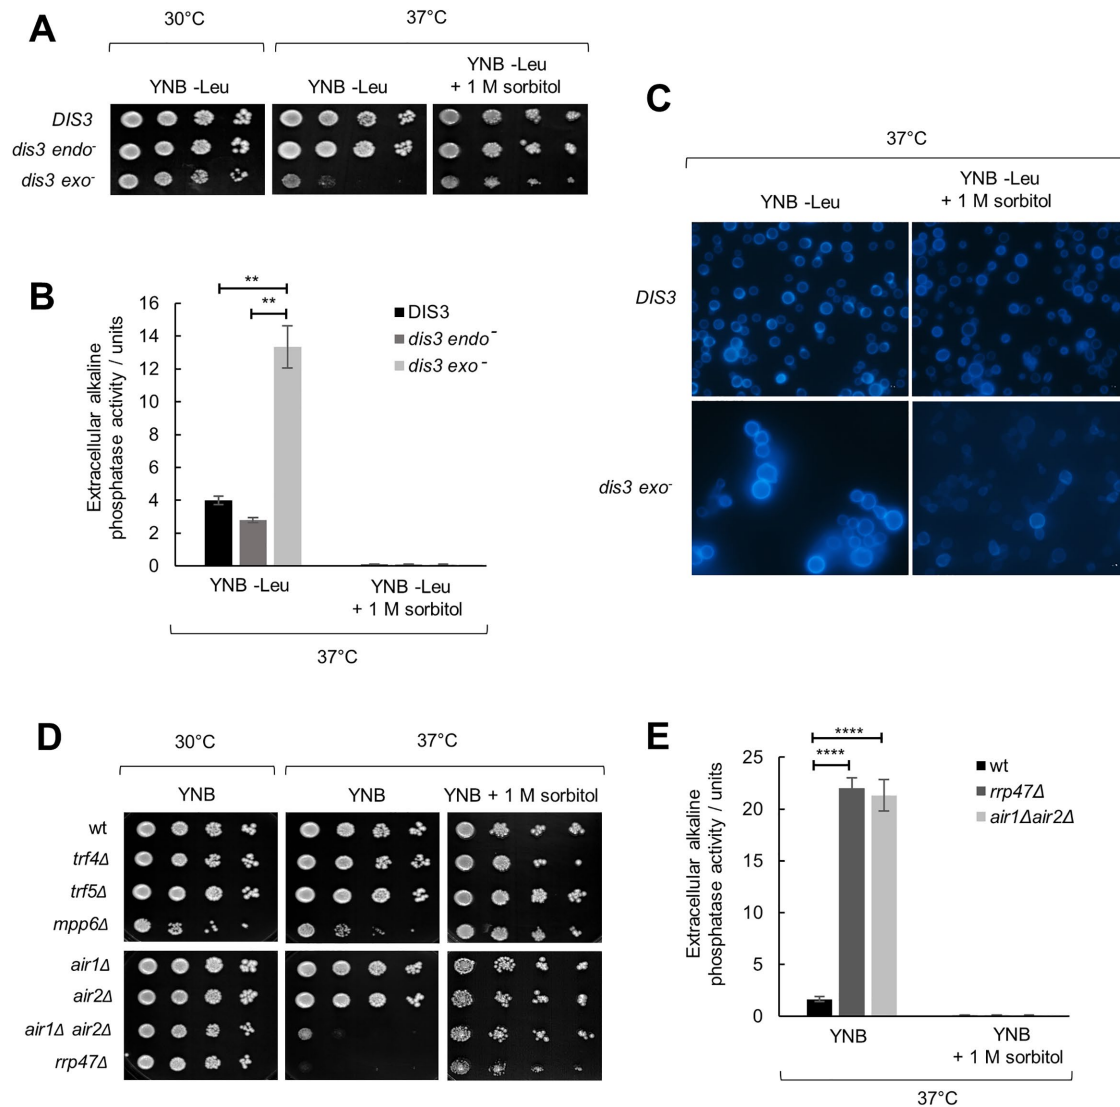 A
30°C
37°C
YNB -Leu
YNB -Leu
YNB -Leu
+ 1 M sorbitol
DIS3
dis3 endo-
dis3 exo-
B
Extracellular alkaline
phosphatase activity / units
16
14
12
10
8
6
4
2
0
**
**
DIS3
dis3 endo-
dis3 exo-
YNB -Leu
YNB -Leu
+ 1 M sorbitol
37°C
C
37°C
YNB -Leu
YNB -Leu
+ 1 M sorbitol
DIS3
dis3 exo-
D
30°C
37°C
YNB
YNB
YNB + 1 M sorbitol
wt
trf4Δ
trf5Δ
mpp6Δ
air1Δ
air2Δ
air1Δ air2Δ
rrp47Δ
E
Extracellular alkaline
phosphatase activity / units
25
20
15
10
5
0
****
****
wt
rrp47Δ
air1Δair2Δ
YNB
YNB
+ 1 M sorbitol
37°C